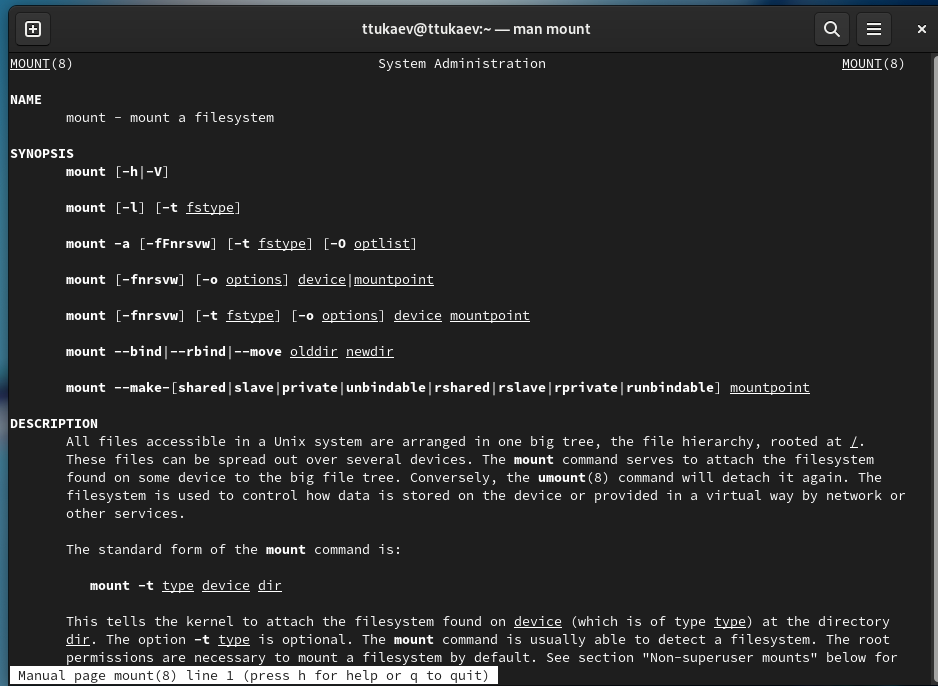 ttukaev@ttukaev:~ — man mount
MOUNT(8) System Administration MOUNT(8)
NAME
mount - mount a filesystem
SYNOPSIS
mount [-h|-V]
mount [-l] [-t fstype]
mount -a [-fFnrsvw] [-t fstype] [-O optlist]
mount [-fnrsvw] [-o options] device|mountpoint
mount [-fnrsvw] [-t fstype] [-o options] device mountpoint
mount --bind|--rbind|--move olddir newdir
mount --make-[shared|slave|private|unbindable|rshared|rslave|rprivate|runbindable] mountpoint
DESCRIPTION
All files accessible in a Unix system are arranged in one big tree, the file hierarchy, rooted at /.
These files can be spread out over several devices. The mount command serves to attach the filesystem
found on some device to the big file tree. Conversely, the umount(8) command will detach it again. The
filesystem is used to control how data is stored on the device or provided in a virtual way by network or
other services.
The standard form of the mount command is:
mount -t type device dir
This tells the kernel to attach the filesystem found on device (which is of type type) at the directory
dir. The option -t type is optional. The mount command is usually able to detect a filesystem. The root
permissions are necessary to mount a filesystem by default. See section "Non-superuser mounts" below for
Manual page mount(8) line 1 (press h for help or q to quit)